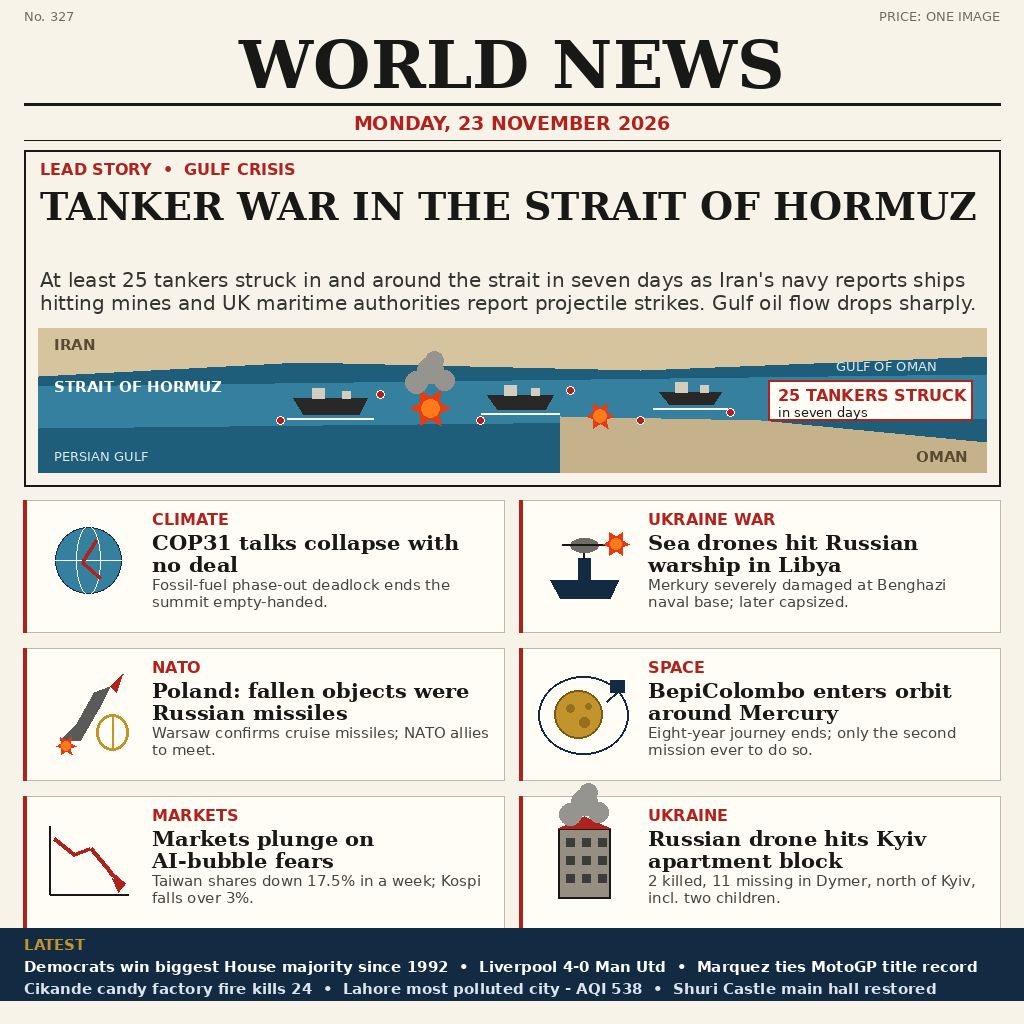 No. 327
PRICE: ONE IMAGE
WORLD NEWS
MONDAY, 23 NOVEMBER 2026
LEAD STORY • GULF CRISIS
TANKER WAR IN THE STRAIT OF HORMUZ
At least 25 tankers struck in and around the strait in seven days as Iran's navy reports ships
hitting mines and UK maritime authorities report projectile strikes. Gulf oil flow drops sharply.
IRAN
GULF OF OMAN
STRAIT OF HORMUZ
25 TANKERS STRUCK
in seven days
PERSIAN GULF
OMAN
CLIMATE
COP31 talks collapse with
no deal
Fossil-fuel phase-out deadlock ends the
summit empty-handed.
UKRAINE WAR
Sea drones hit Russian
warship in Libya
Merkury severely damaged at Benghazi
naval base; later capsized.
NATO
Poland: fallen objects were
Russian missiles
Warsaw confirms cruise missiles; NATO allies
to meet.
SPACE
BepiColombo enters orbit
around Mercury
Eight-year journey ends; only the second
mission ever to do so.
MARKETS
Markets plunge on
AI-bubble fears
Taiwan shares down 17.5% in a week; Kospi
falls over 3%.
UKRAINE
Russian drone hits Kyiv
apartment block
2 killed, 11 missing in Dymer, north of Kyiv,
incl. two children.
LATEST
Democrats win biggest House majority since 1992 • Liverpool 4-0 Man Utd • Marquez ties MotoGP title record
Cikande candy factory fire kills 24 • Lahore most polluted city - AQI 538 • Shuri Castle main hall restored